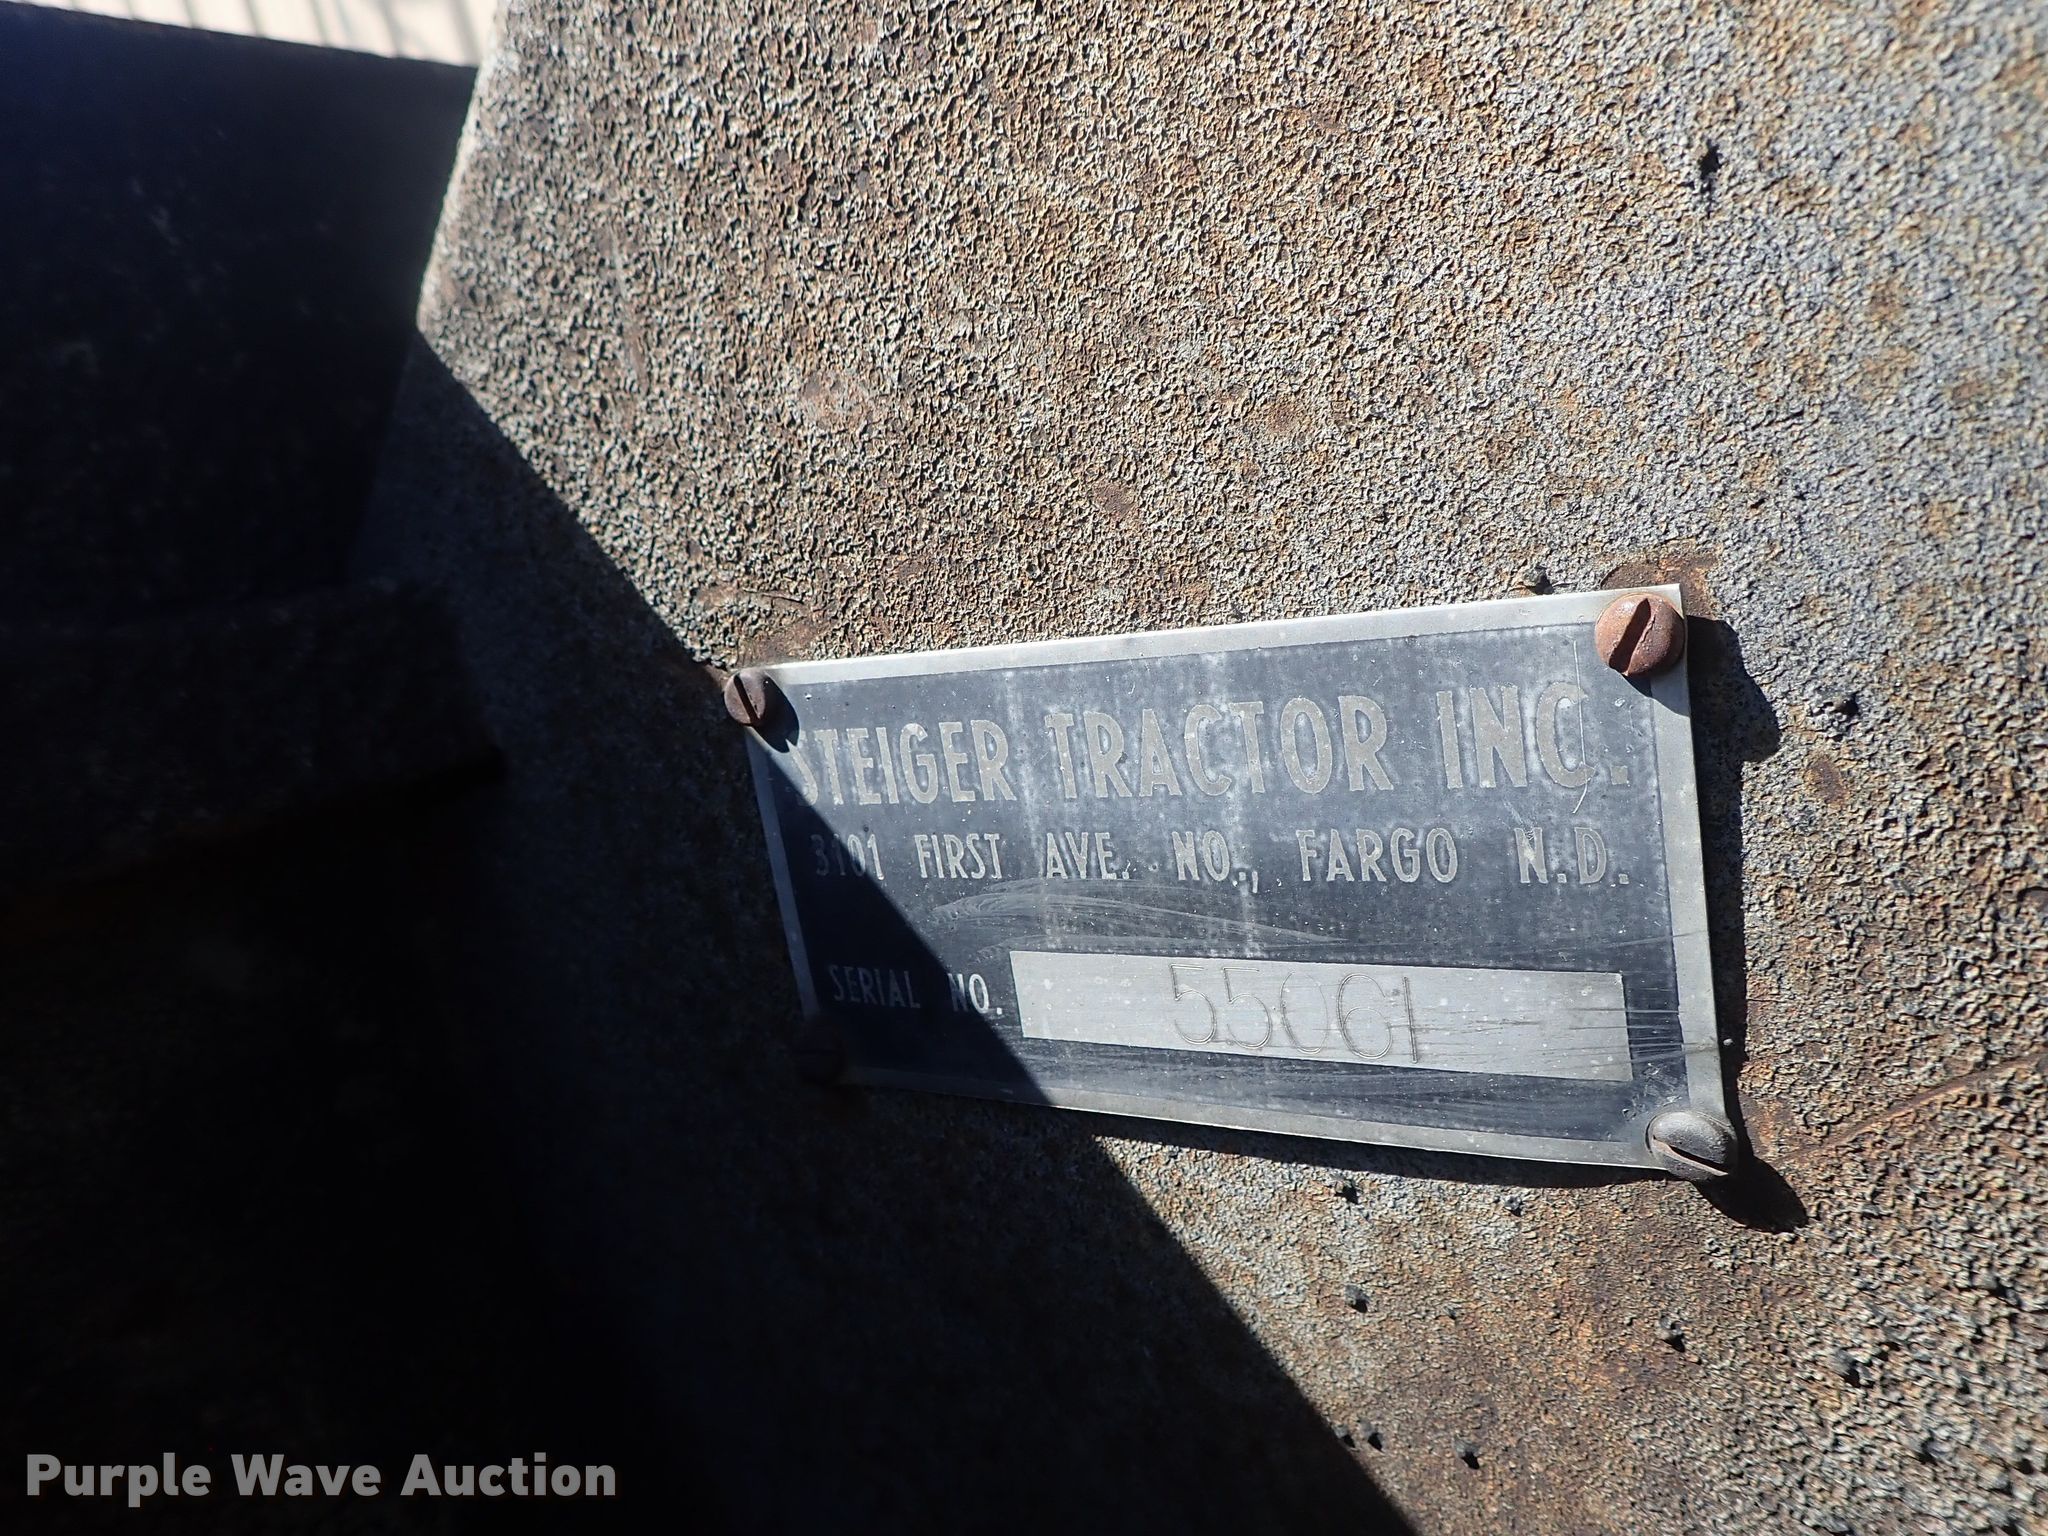 STEIGER TRACTOR INC.
3101 FIRST AVE. NO., FARGO N.D.
SERIAL NO. 55061
Purple Wave Auction